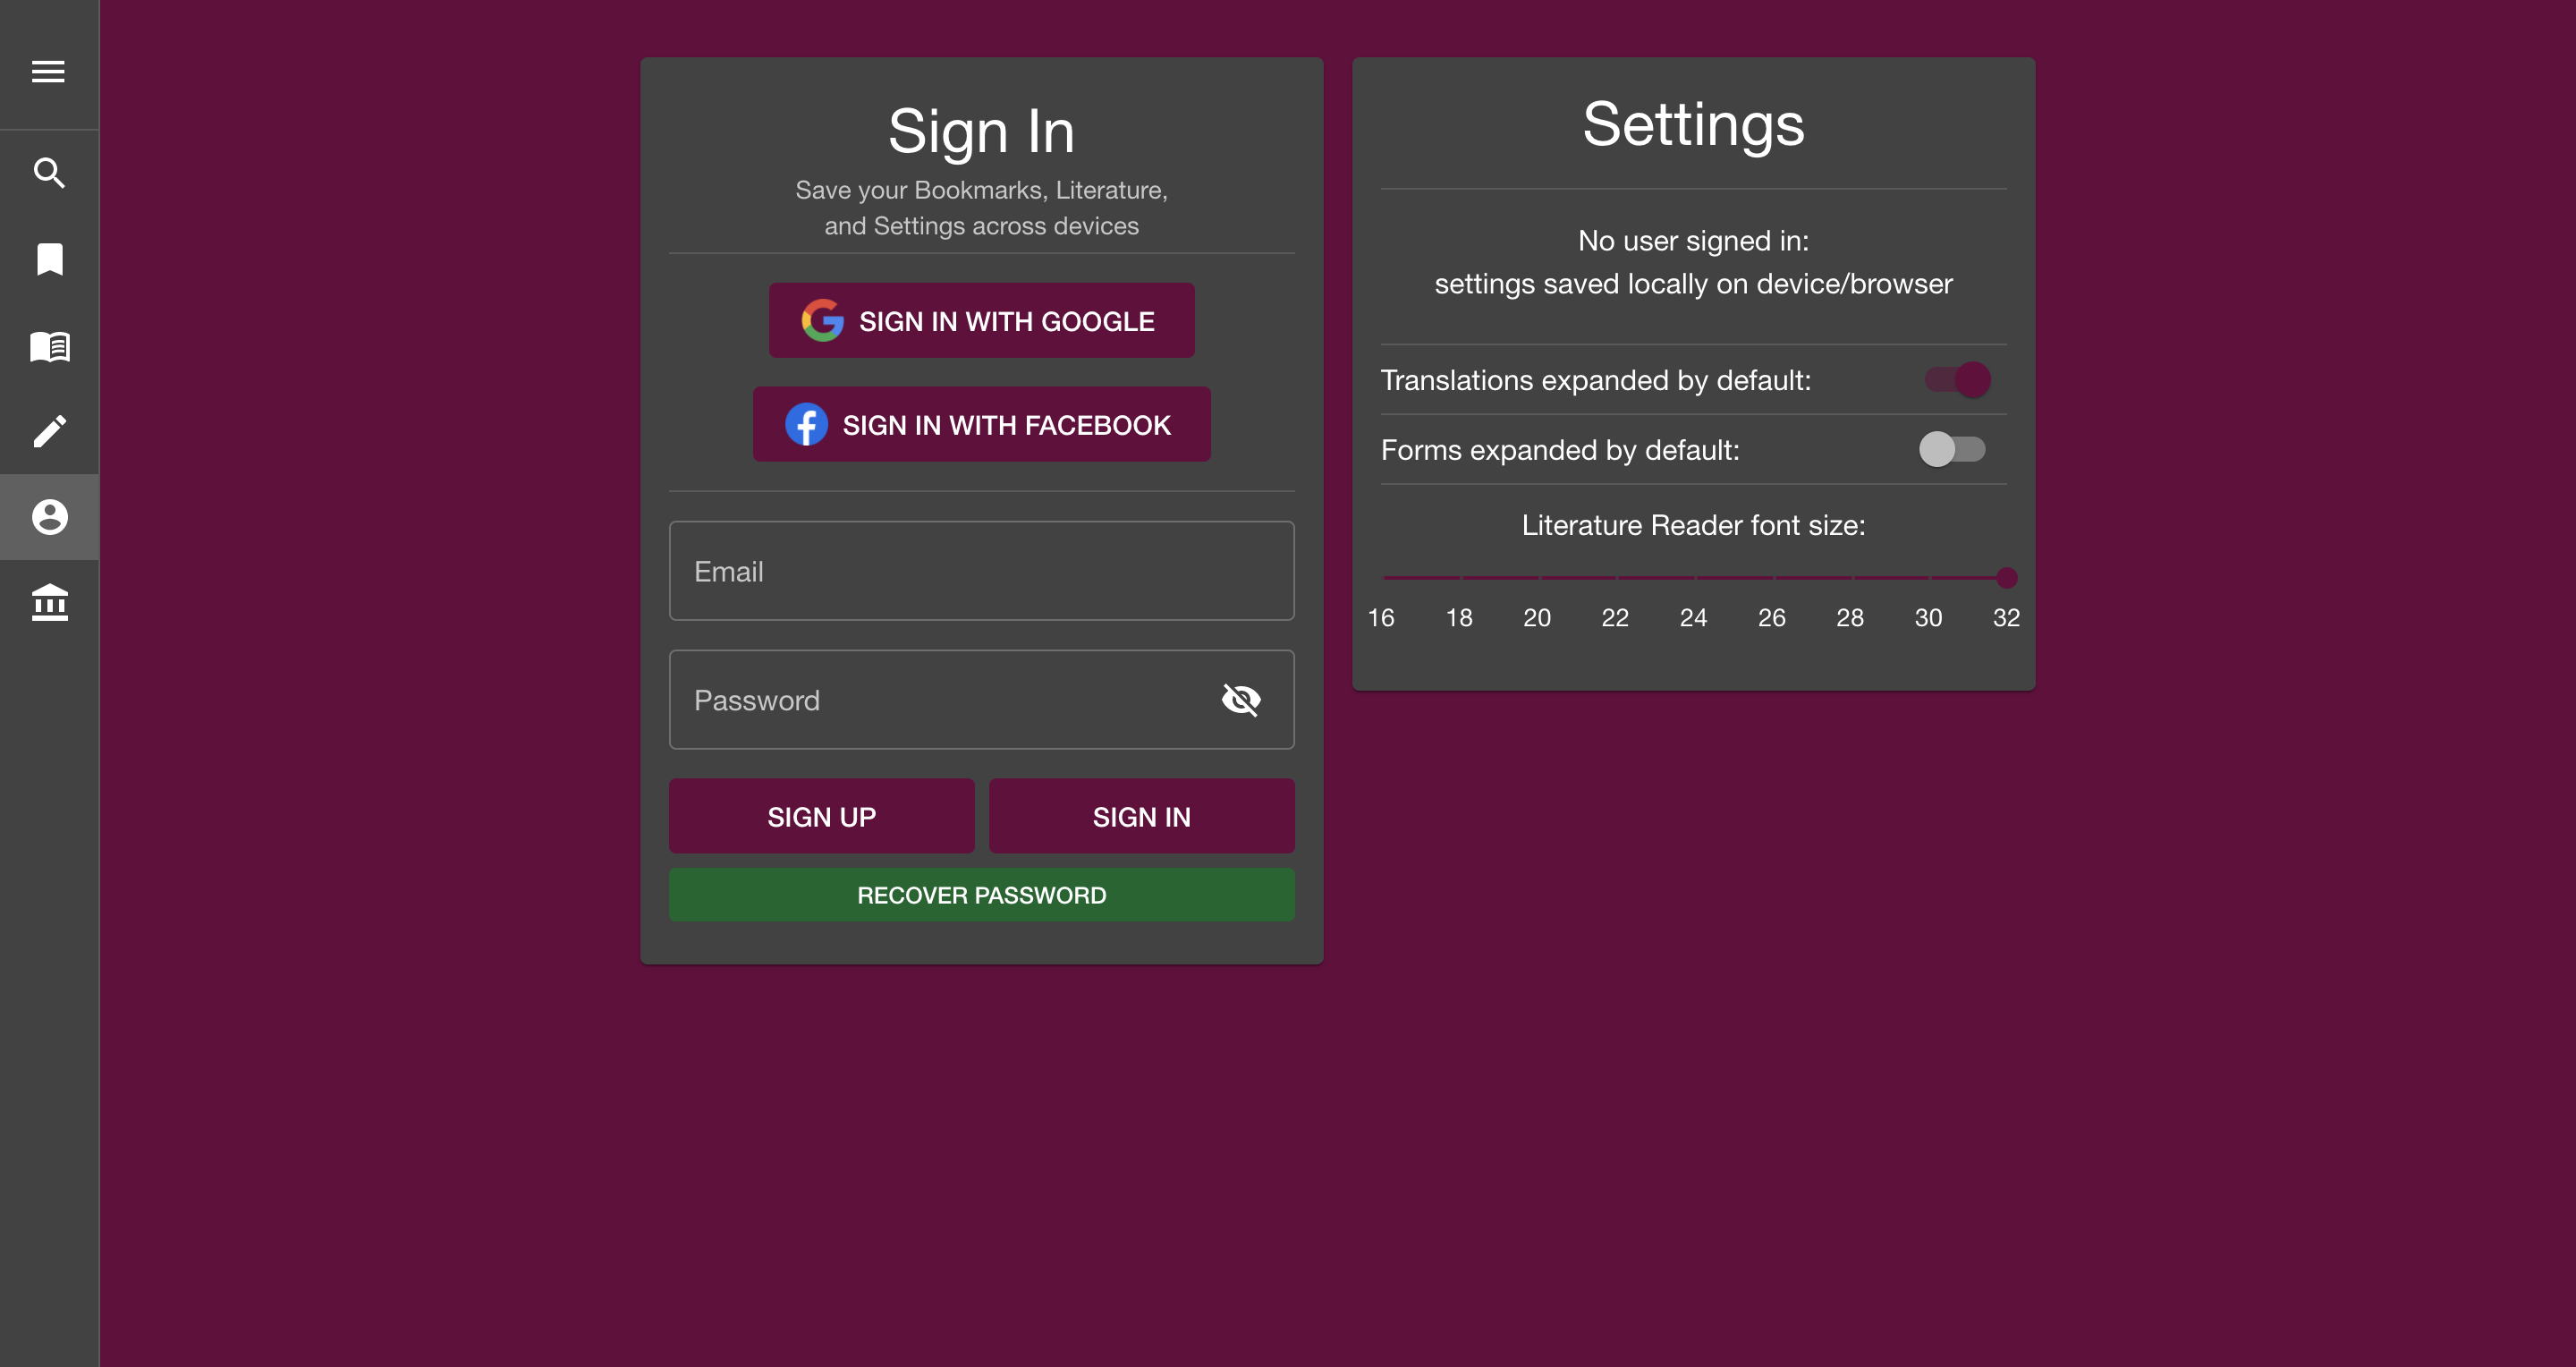 Sign In
Save your Bookmarks, Literature,
and Settings across devices
SIGN IN WITH GOOGLE
SIGN IN WITH FACEBOOK
Email
Password
SIGN UP
SIGN IN
RECOVER PASSWORD
Settings
No user signed in:
settings saved locally on device/browser
Translations expanded by default:
Forms expanded by default:
Literature Reader font size:
16 18 20 22 24 26 28 30 32